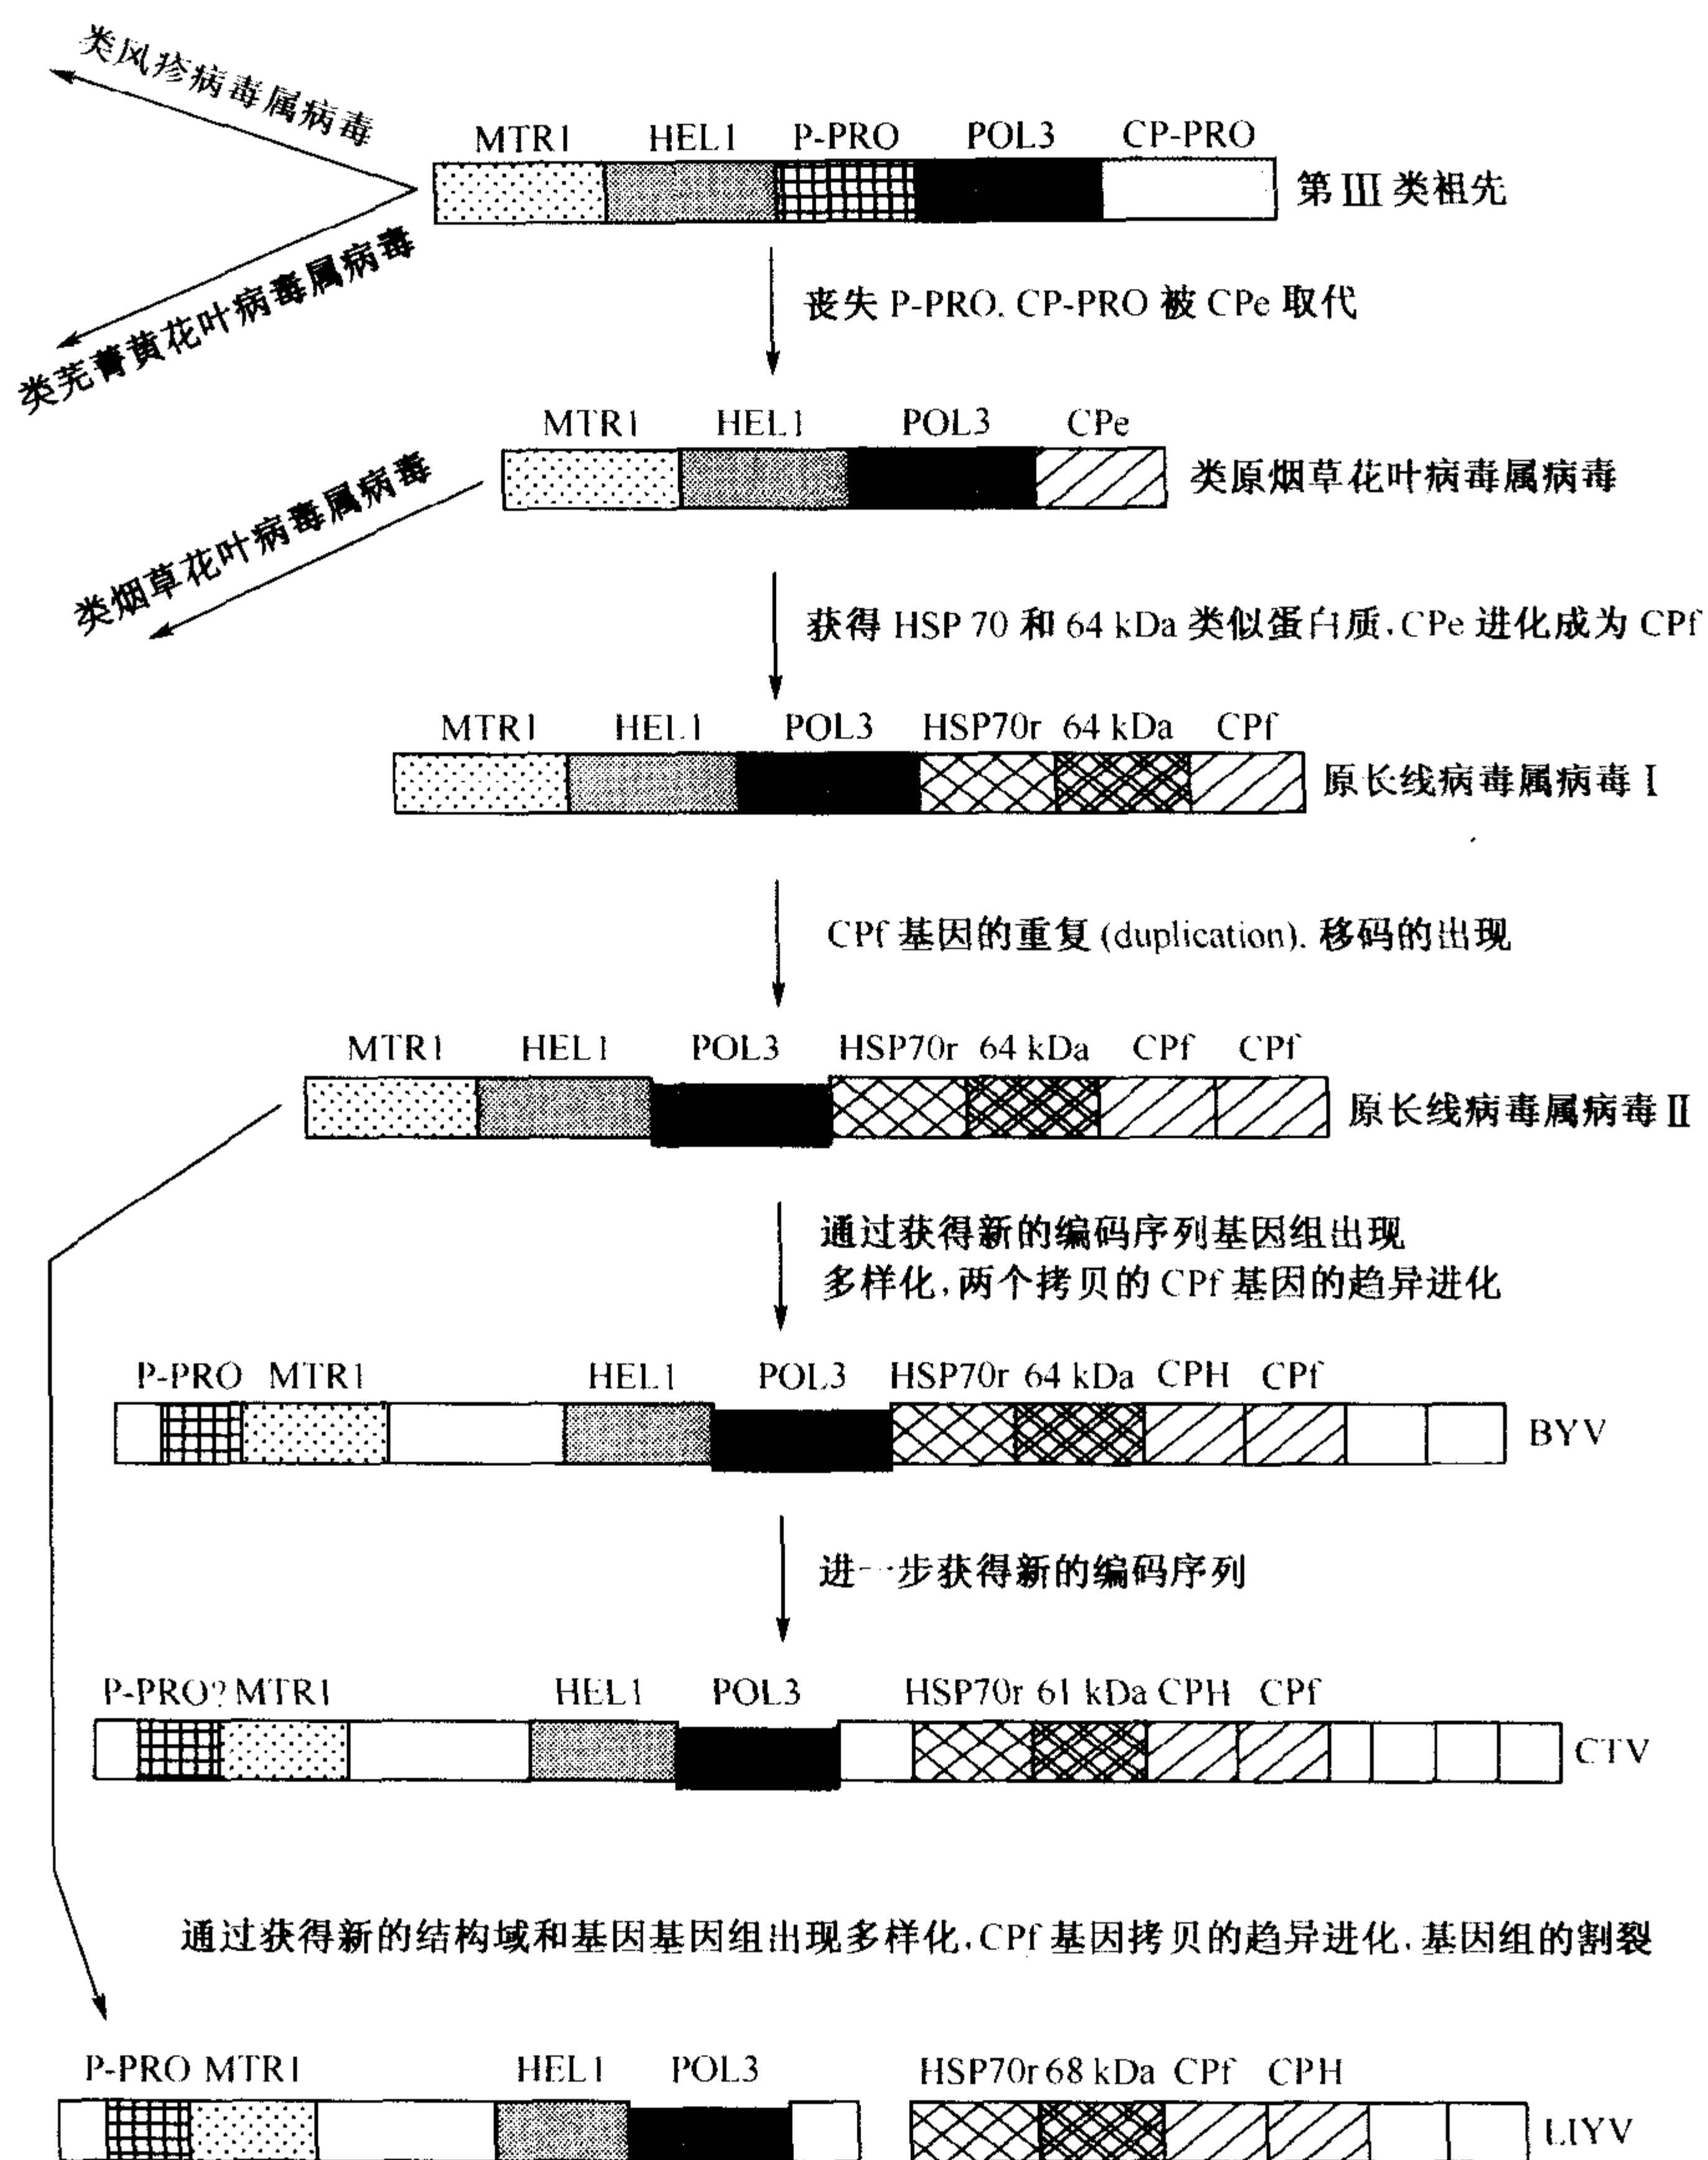 类风疹病毒属病毒
MTR1 HEL1 P-PRO POL3 CP-PRO
第 III 类祖先
类芜菁黄花叶病毒属病毒
丧失 P-PRO. CP-PRO 被 CPe 取代
MTR1 HEL1 POL3 CPe
类原烟草花叶病毒属病毒
类烟草花叶病毒属病毒
获得 HSP 70 和 64 kDa 类似蛋白质,CPe 进化成为 CPf
MTR1 HEL1 POL3 HSP70r 64 kDa CPf
原长线病毒属病毒 I
CPf 基因的重复 (duplication). 移码的出现
MTR1 HEL1 POL3 HSP70r 64 kDa CPf CPf
原长线病毒属病毒 II
通过获得新的编码序列基因组出现
多样化,两个拷贝的 CPf 基因的趋异进化
P-PRO MTR1 HEL1 POL3 HSP70r 64 kDa CPH CPf
BYV
进一步获得新的编码序列
P-PRO? MTR1 HEL1 POL3 HSP70r 61 kDa CPH CPf
CTV
通过获得新的结构域和基因基因组出现多样化,CPf 基因拷贝的趋异进化,基因组的割裂
P-PRO MTR1 HEL1 POL3 HSP70r 68 kDa CPf CPH
LIYV